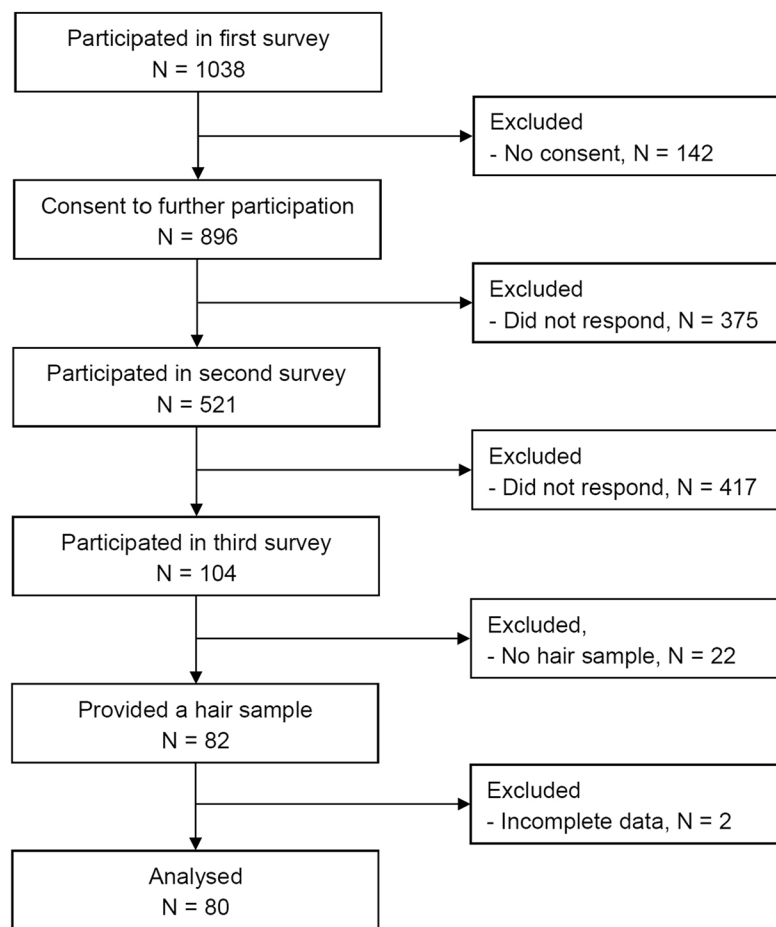 Participated in first survey
N = 1038
Excluded
- No consent, N = 142
Consent to further participation
N = 896
Excluded
- Did not respond, N = 375
Participated in second survey
N = 521
Excluded
- Did not respond, N = 417
Participated in third survey
N = 104
Excluded,
- No hair sample, N = 22
Provided a hair sample
N = 82
Excluded
- Incomplete data, N = 2
Analysed
N = 80